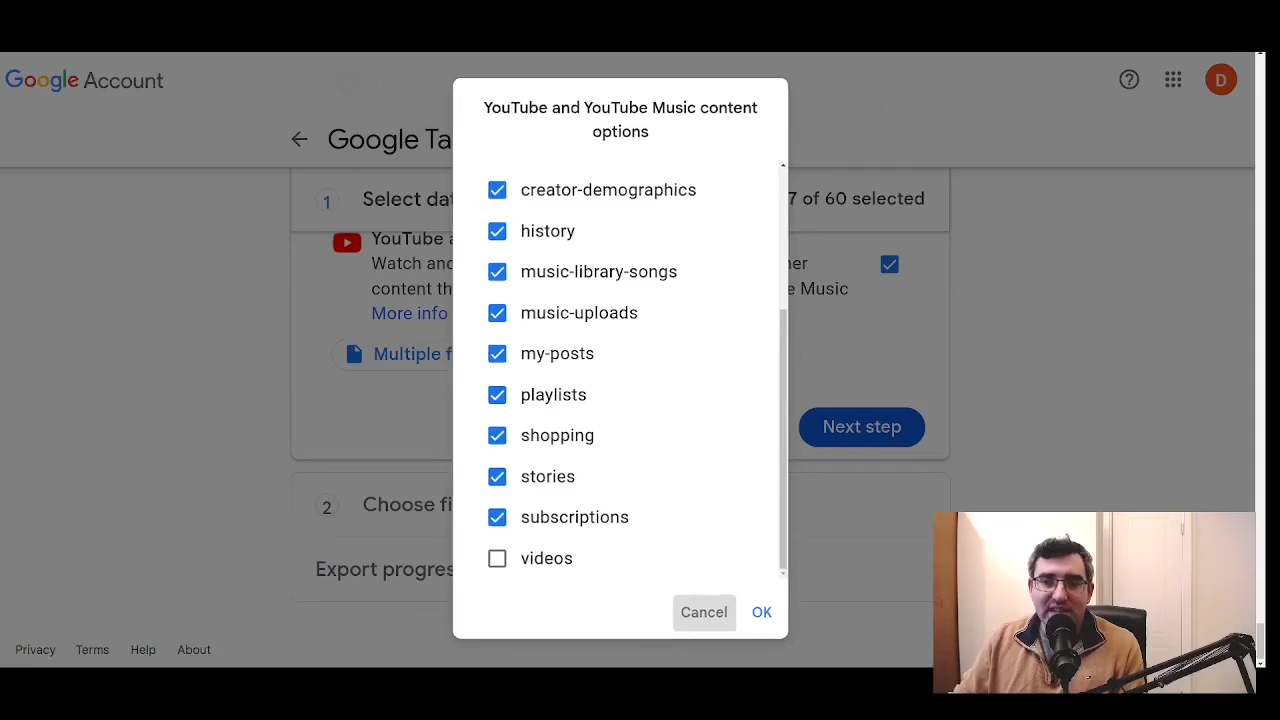 Google Account
D
YouTube and YouTube Music content
options
Google Ta
creator-demographics
1
Select dat
7 of 60 selected
history
YouTube a
Watch and
her
content th
e Music
music-library-songs
More info
music-uploads
Multiple f
my-posts
playlists
Next step
shopping
stories
2
Choose fi
subscriptions
videos
Export progres
Cancel
OK
Privacy
Terms
Help
About